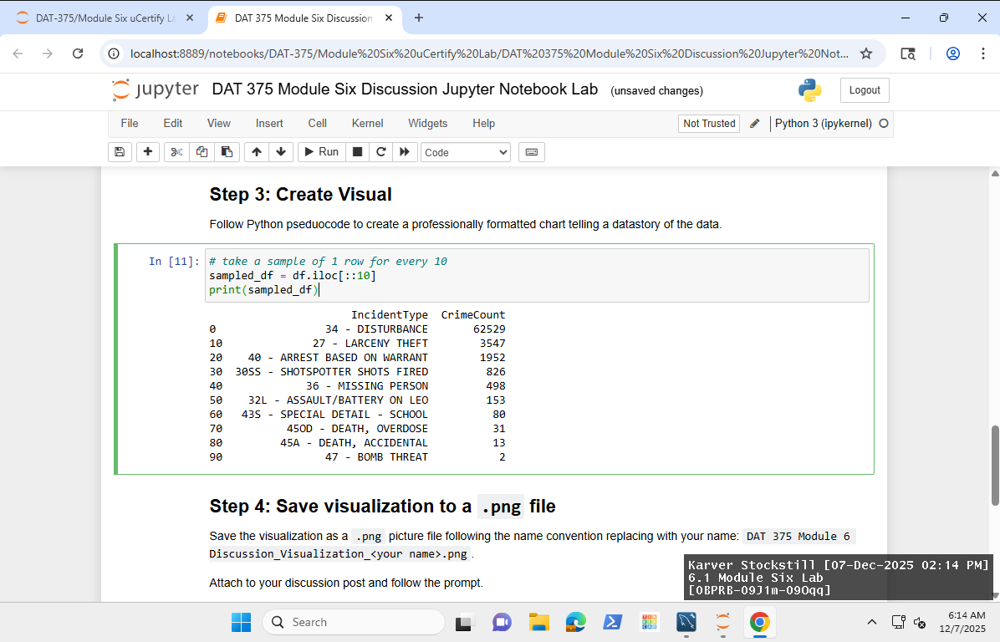 DAT-375/Module Six uCertify La
DAT 375 Module Six Discussion
localhost:8889/notebooks/DAT-375/Module%20Six%20uCertify%20Lab/DAT%20375%20Module%20Six%20Discussion%20Jupyter%20Not...
jupyter DAT 375 Module Six Discussion Jupyter Notebook Lab (unsaved changes)
Logout
File Edit View Insert Cell Kernel Widgets Help
Not Trusted Python 3 (ipykernel)
Run Code
Step 3: Create Visual
Follow Python pseduocode to create a professionally formatted chart telling a datastory of the data.
In [11]: # take a sample of 1 row for every 10
sampled_df = df.iloc[::10]
print(sampled_df)
IncidentType CrimeCount
0 34 - DISTURBANCE 62529
10 27 - LARCENY THEFT 3547
20 40 - ARREST BASED ON WARRANT 1952
30 30SS - SHOTSPOTTER SHOTS FIRED 826
40 36 - MISSING PERSON 498
50 32L - ASSAULT/BATTERY ON LEO 153
60 43S - SPECIAL DETAIL - SCHOOL 80
70 45OD - DEATH, OVERDOSE 31
80 45A - DEATH, ACCIDENTAL 13
90 47 - BOMB THREAT 2
Step 4: Save visualization to a .png file
Save the visualization as a .png picture file following the name convention replacing with your name: DAT 375 Module 6
Discussion_Visualization_<your name>.png .
Attach to your discussion post and follow the prompt.
Karver Stockstill [07-Dec-2025 02:14 PM]
6.1 Module Six Lab
[OBPRB-O9J1m-O9Oqq]
Search
6:14 AM
12/7/2025